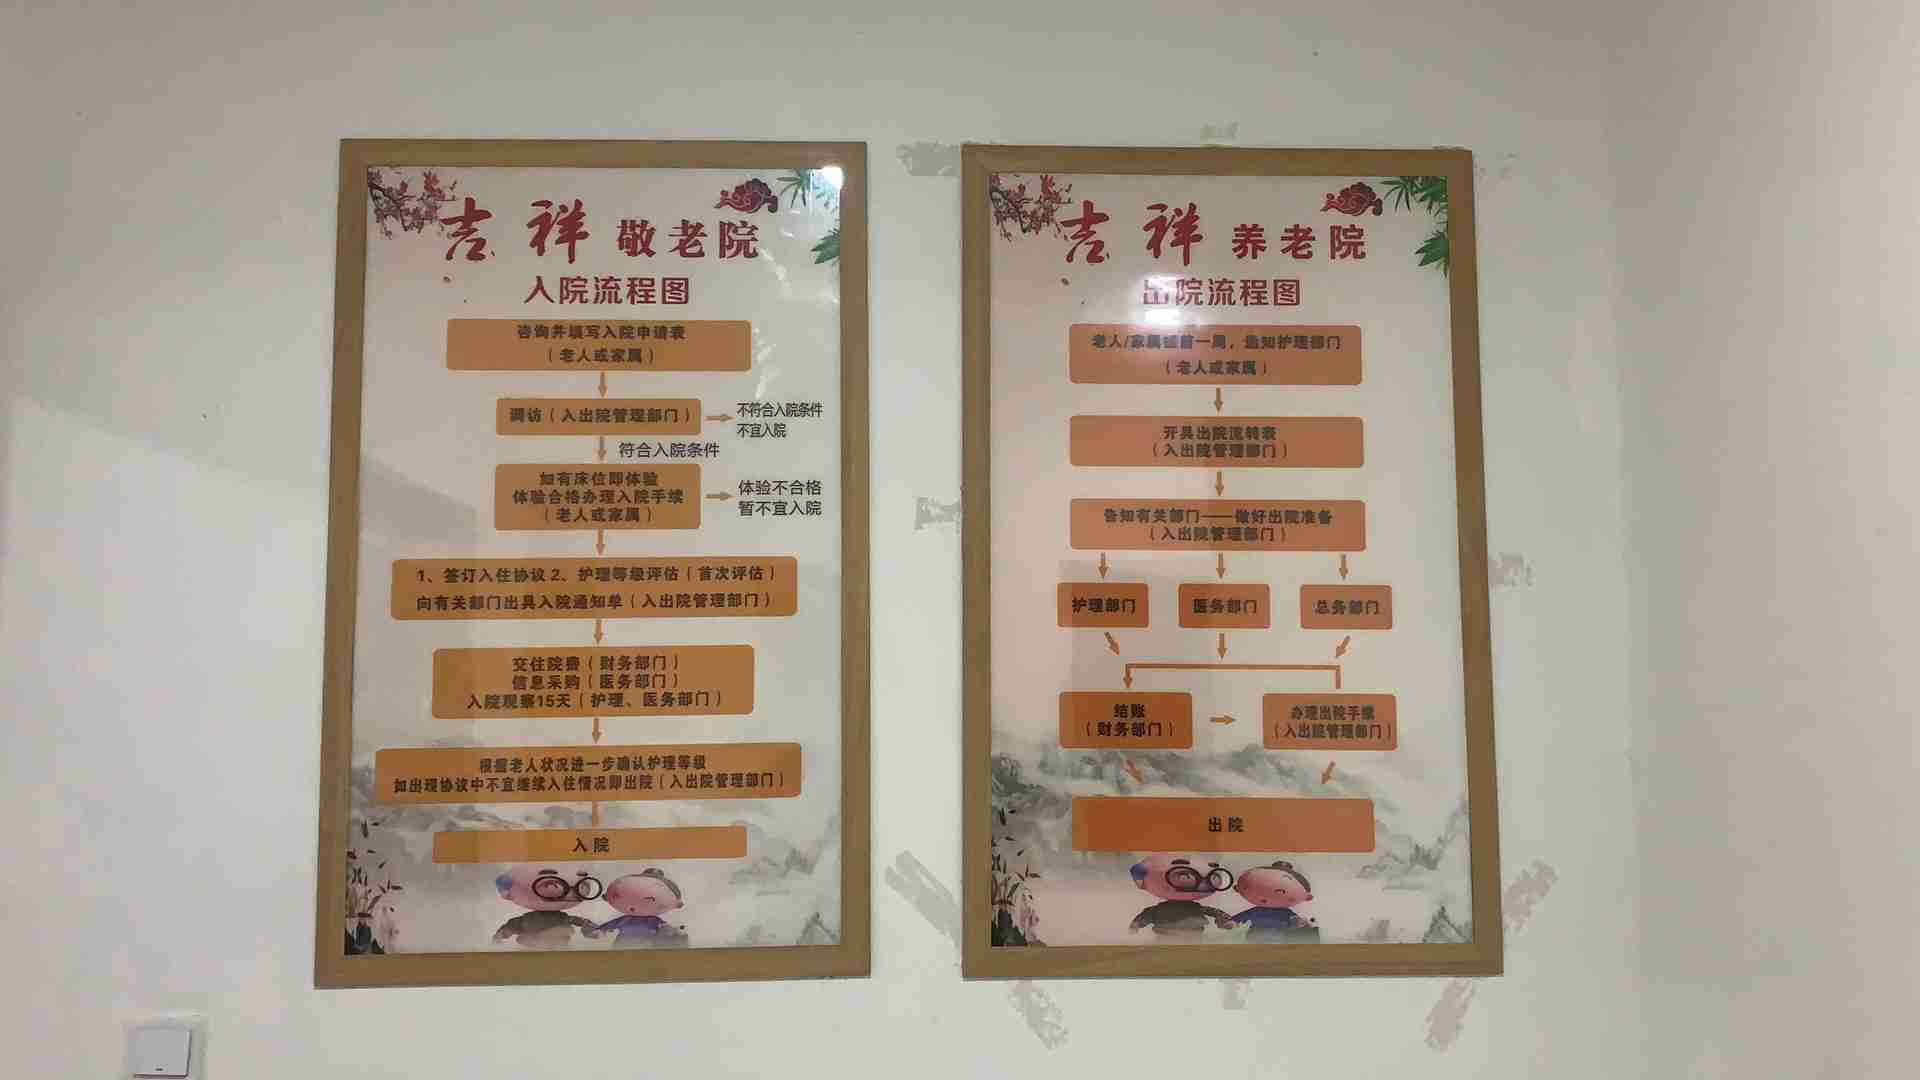 吉祥敬老院
入院流程图
咨询并填写入院申请表
（老人或家属）
调访（入出院管理部门）
不符合入院条件
不宜入院
符合入院条件
如有床位即体验
体验合格办理入院手续
（老人或家属）
体验不合格
暂不宜入院
1、签订入住协议 2、护理等级评估（首次评估）
向有关部门出具入院通知单（入出院管理部门）
交住院费（财务部门）
信息采购（医务部门）
入院观察15天（护理、医务部门）
根据老人状况进一步确认护理等级
如出现协议中不宜继续入住情况即出院（入出院管理部门）
入院
吉祥养老院
出院流程图
老人/家属提前一周，通知护理部门
（老人或家属）
开具出院流转表
（入出院管理部门）
告知有关部门——做好出院准备
（入出院管理部门）
护理部门
医务部门
总务部门
结账
（财务部门）
办理出院手续
（入出院管理部门）
出院